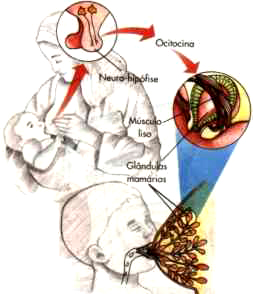 Ocitocina
Neuro-hipófise
Músculo
liso
Glândulas
mamárias